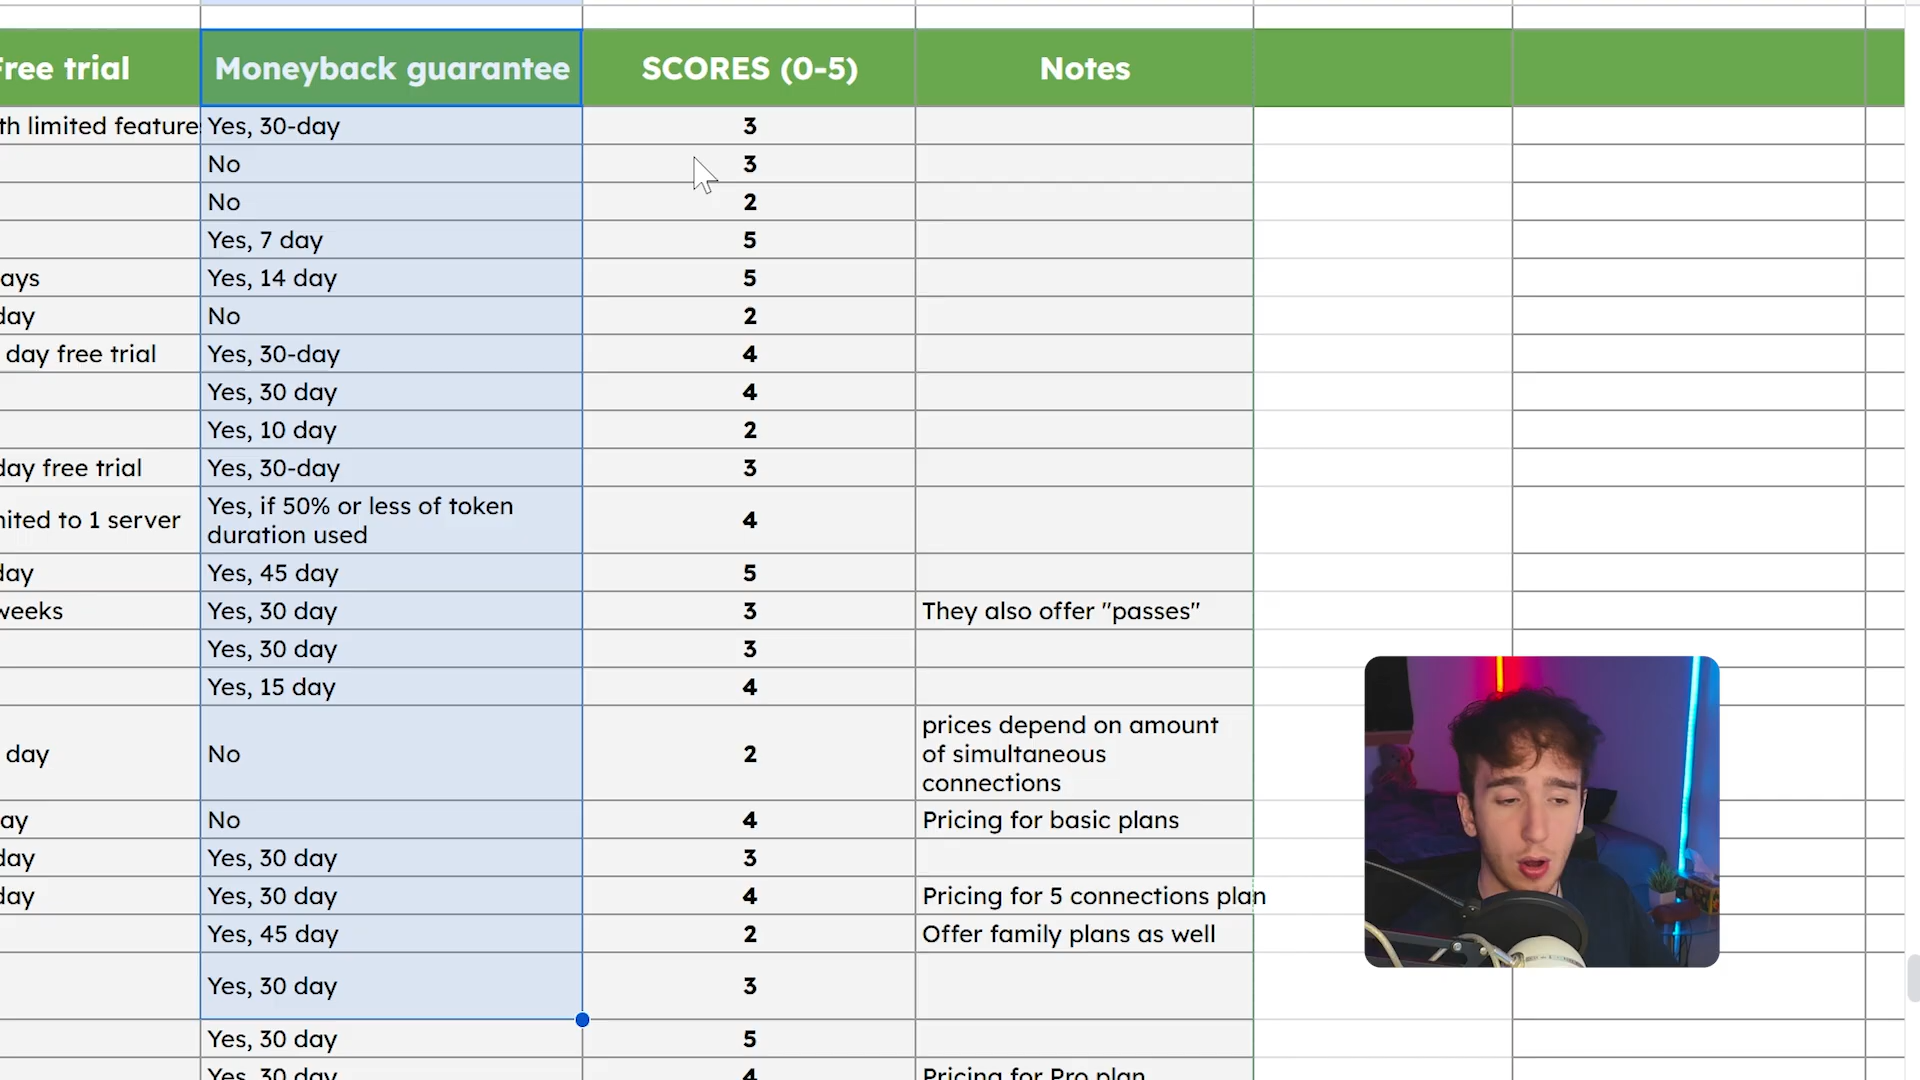 Free trial Moneyback guarantee SCORES (0-5) Notes
th limited features Yes, 30-day 3
No 3
No 2
Yes, 7 day 5
ays Yes, 14 day 5
day No 2
day free trial Yes, 30-day 4
Yes, 30 day 4
Yes, 10 day 2
day free trial Yes, 30-day 3
mited to 1 server Yes, if 50% or less of token
duration used 4
day Yes, 45 day 5
weeks Yes, 30 day 3 They also offer "passes"
Yes, 30 day 3
Yes, 15 day 4
day No 2 prices depend on amount
of simultaneous
connections
ay No 4 Pricing for basic plans
day Yes, 30 day 3
day Yes, 30 day 4 Pricing for 5 connections plan
Yes, 45 day 2 Offer family plans as well
Yes, 30 day 3
Yes, 30 day 5
Yes, 30 day 4 Pricing for Pro plan